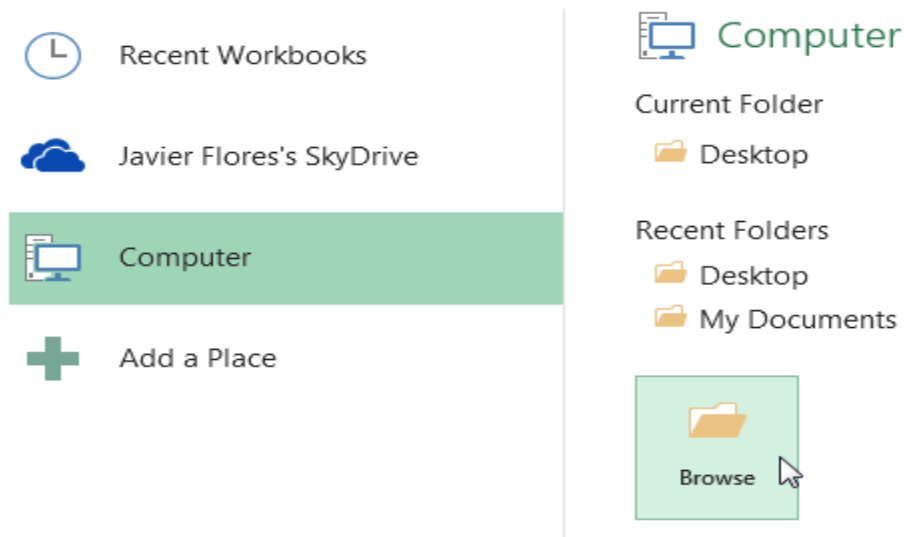 Recent Workbooks
Javier Flores's SkyDrive
Computer
Add a Place
Computer
Current Folder
Desktop
Recent Folders
Desktop
My Documents
Browse